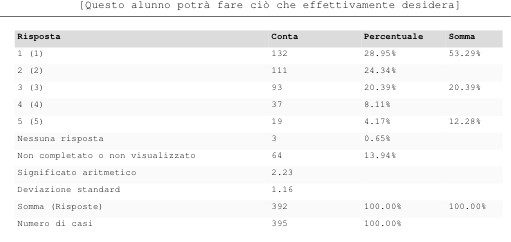 [Questo alunno potrà fare ciò che effettivamente desidera]
Risposta Conta Percentuale Somma
1 (1) 132 28.95% 53.29%
2 (2) 111 24.34%
3 (3) 93 20.39% 20.39%
4 (4) 37 8.11%
5 (5) 19 4.17% 12.28%
Nessuna risposta 3 0.65%
Non completato o non visualizzato 64 13.94%
Significato aritmetico 2.23
Deviazione standard 1.16
Somma (Risposte) 392 100.00% 100.00%
Numero di casi 395 100.00%